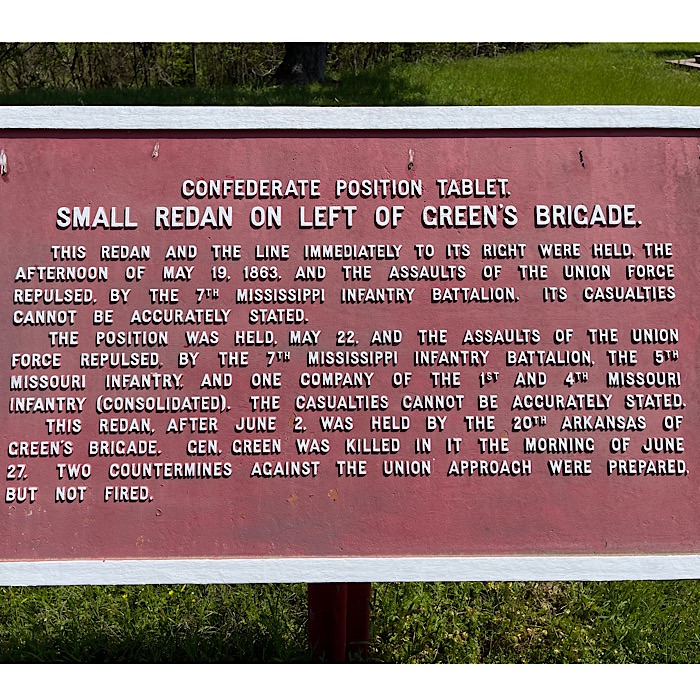 CONFEDERATE POSITION TABLET.
SMALL REDAN ON LEFT OF GREEN'S BRIGADE.
THIS REDAN AND THE LINE IMMEDIATELY TO ITS RIGHT WERE HELD, THE
AFTERNOON OF MAY 19, 1863, AND THE ASSAULTS OF THE UNION FORCE
REPULSED, BY THE 7TH MISSISSIPPI INFANTRY BATTALION. ITS CASUALTIES
CANNOT BE ACCURATELY STATED.
THE POSITION WAS HELD, MAY 22, AND THE ASSAULTS OF THE UNION
FORCE REPULSED, BY THE 7TH MISSISSIPPI INFANTRY BATTALION, THE 5TH
MISSOURI INFANTRY, AND ONE COMPANY OF THE 1ST AND 4TH MISSOURI
INFANTRY (CONSOLIDATED). THE CASUALTIES CANNOT BE ACCURATELY STATED.
THIS REDAN, AFTER JUNE 2, WAS HELD BY THE 20TH ARKANSAS OF
GREEN'S BRIGADE. GEN. GREEN WAS KILLED IN IT THE MORNING OF JUNE
27. TWO COUNTERMINES AGAINST THE UNION APPROACH WERE PREPARED,
BUT NOT FIRED.